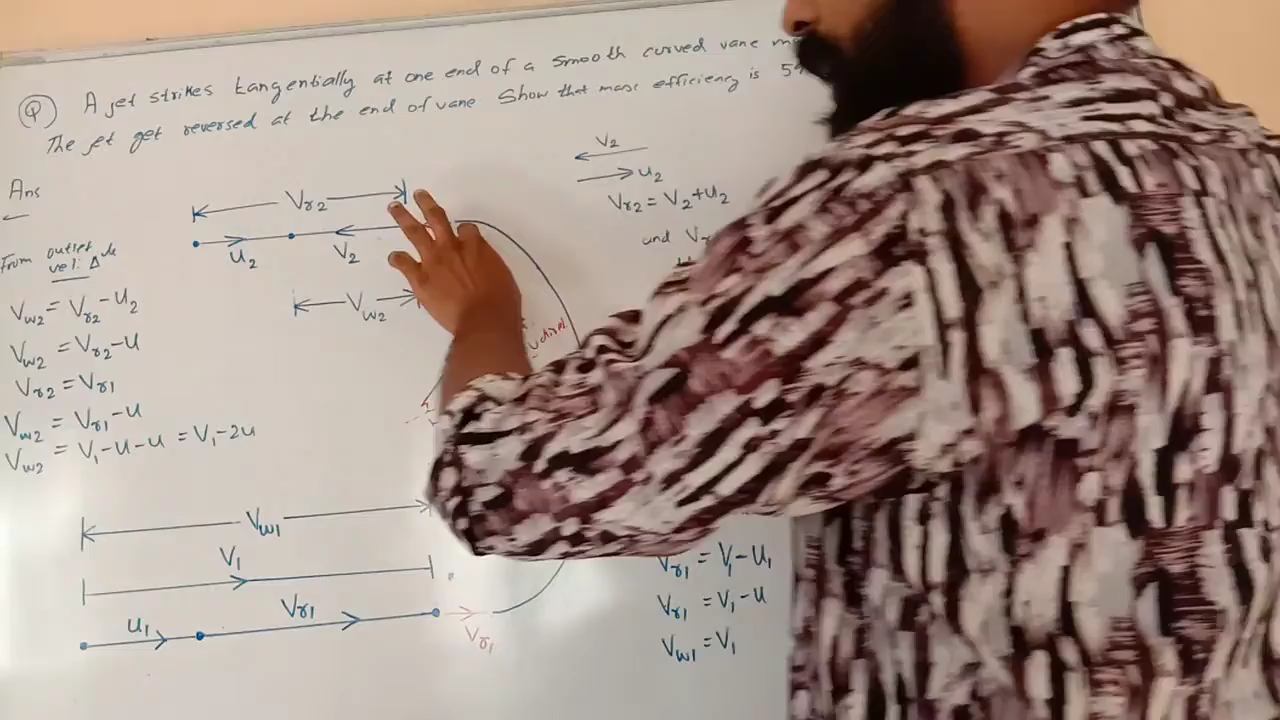 Q A jet strikes tangentially at one end of a smooth curved vane
The jet get reversed at the end of vane Show that max efficiency is 59
Ans
From outlet
vel: Δle
Vw2 = Vr2 - u2
Vw2 = Vr2 - u
Vr2 = Vr1
Vw2 = Vr1 - u
Vw2 = V1 - u - u = V1 - 2u
Vr2
u2 V2
Vw2
V2
u2
Vr2 = V2 + u2
and
Vw1
V1
u1 Vr1
Vr1
Vr1 = V1 - u1
Vr1 = V1 - u
Vw1 = V1